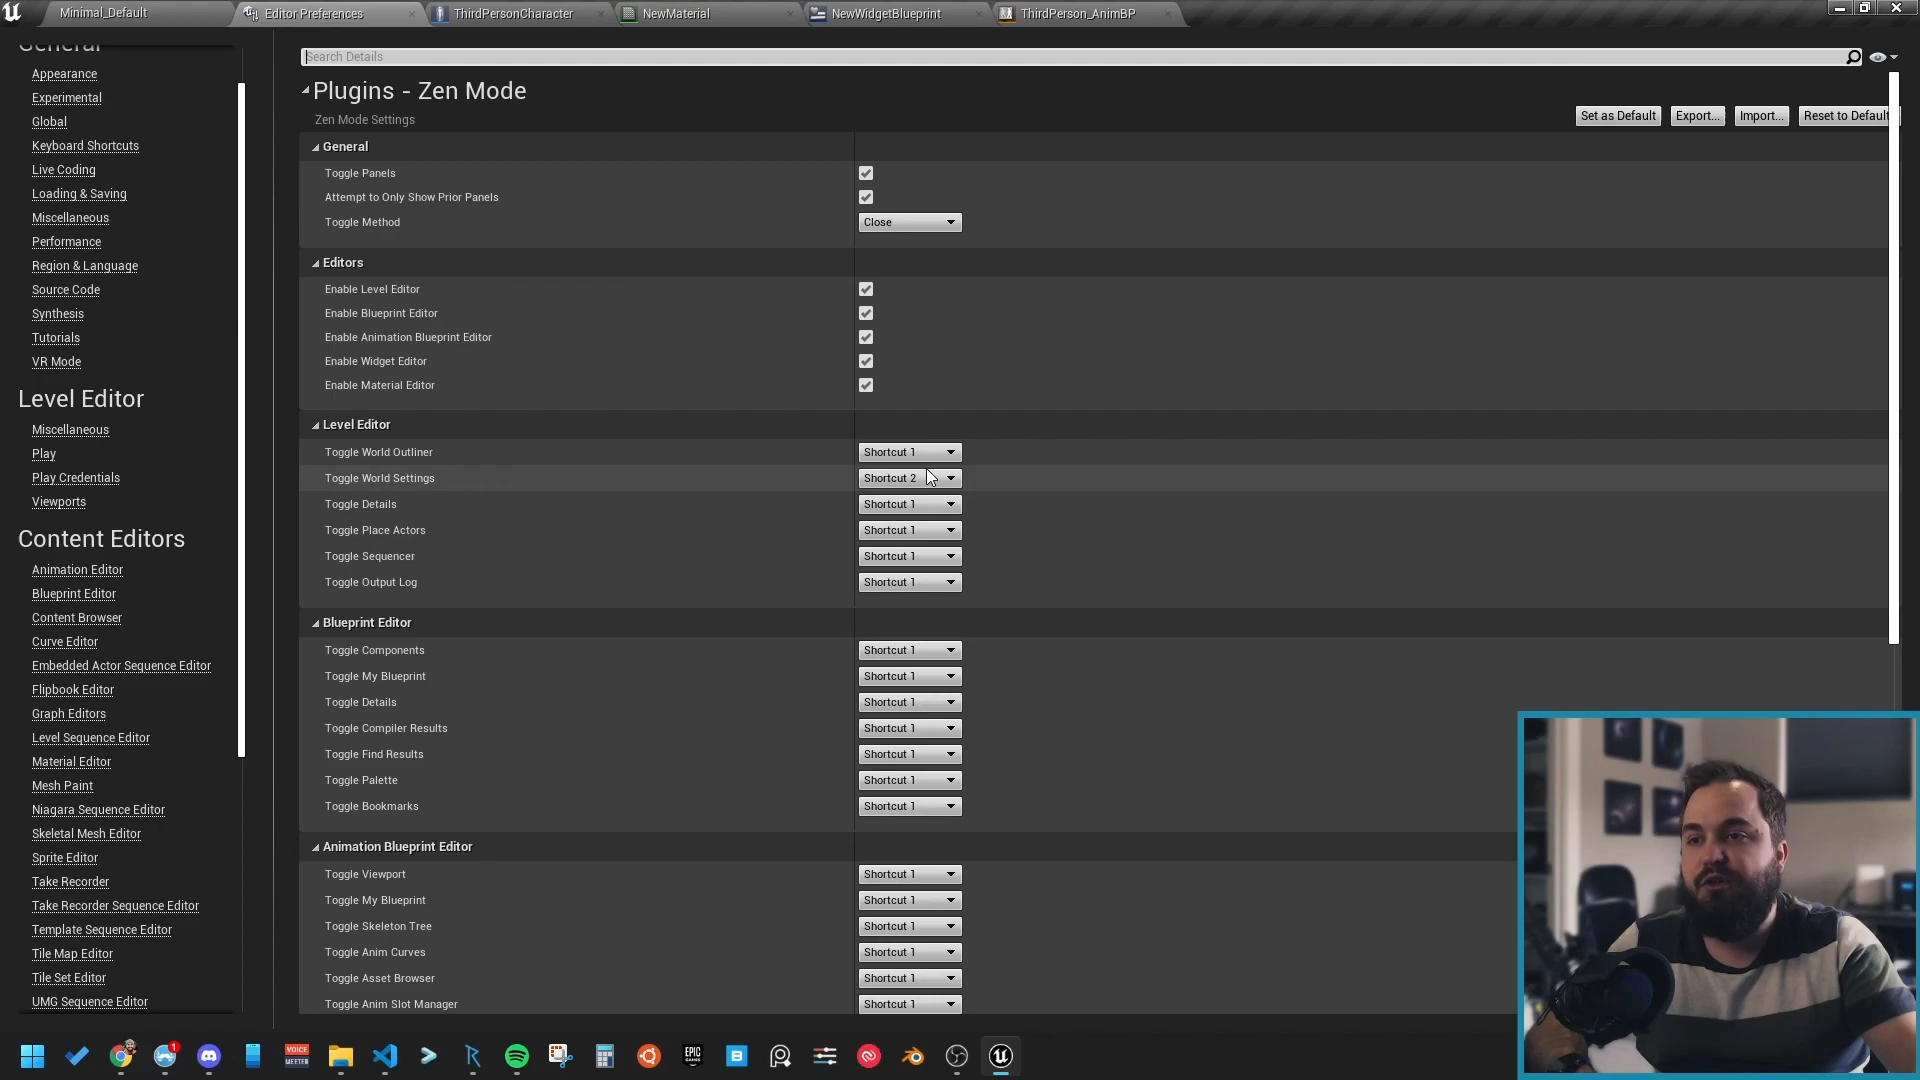 Minimal_Default
Editor Preferences
ThirdPersonCharacter
NewMaterial
NewWidgetBlueprint
ThirdPerson_AnimBP
General
Appearance
Experimental
Global
Keyboard Shortcuts
Live Coding
Loading & Saving
Miscellaneous
Performance
Region & Language
Source Code
Synthesis
Tutorials
VR Mode
Level Editor
Miscellaneous
Play
Play Credentials
Viewports
Content Editors
Animation Editor
Blueprint Editor
Content Browser
Curve Editor
Embedded Actor Sequence Editor
Flipbook Editor
Graph Editors
Level Sequence Editor
Material Editor
Mesh Paint
Niagara Sequence Editor
Skeletal Mesh Editor
Sprite Editor
Take Recorder
Take Recorder Sequence Editor
Template Sequence Editor
Tile Map Editor
Tile Set Editor
UMG Sequence Editor
Search Details
Plugins - Zen Mode
Zen Mode Settings
Set as Default Export... Import... Reset to Default
General
Toggle Panels
Attempt to Only Show Prior Panels
Toggle Method Close
Editors
Enable Level Editor
Enable Blueprint Editor
Enable Animation Blueprint Editor
Enable Widget Editor
Enable Material Editor
Level Editor
Toggle World Outliner Shortcut 1
Toggle World Settings Shortcut 2
Toggle Details Shortcut 1
Toggle Place Actors Shortcut 1
Toggle Sequencer Shortcut 1
Toggle Output Log Shortcut 1
Blueprint Editor
Toggle Components Shortcut 1
Toggle My Blueprint Shortcut 1
Toggle Details Shortcut 1
Toggle Compiler Results Shortcut 1
Toggle Find Results Shortcut 1
Toggle Palette Shortcut 1
Toggle Bookmarks Shortcut 1
Animation Blueprint Editor
Toggle Viewport Shortcut 1
Toggle My Blueprint Shortcut 1
Toggle Skeleton Tree Shortcut 1
Toggle Anim Curves Shortcut 1
Toggle Asset Browser Shortcut 1
Toggle Anim Slot Manager Shortcut 1
1
VOICE
MEETER
EPIC
GAMES